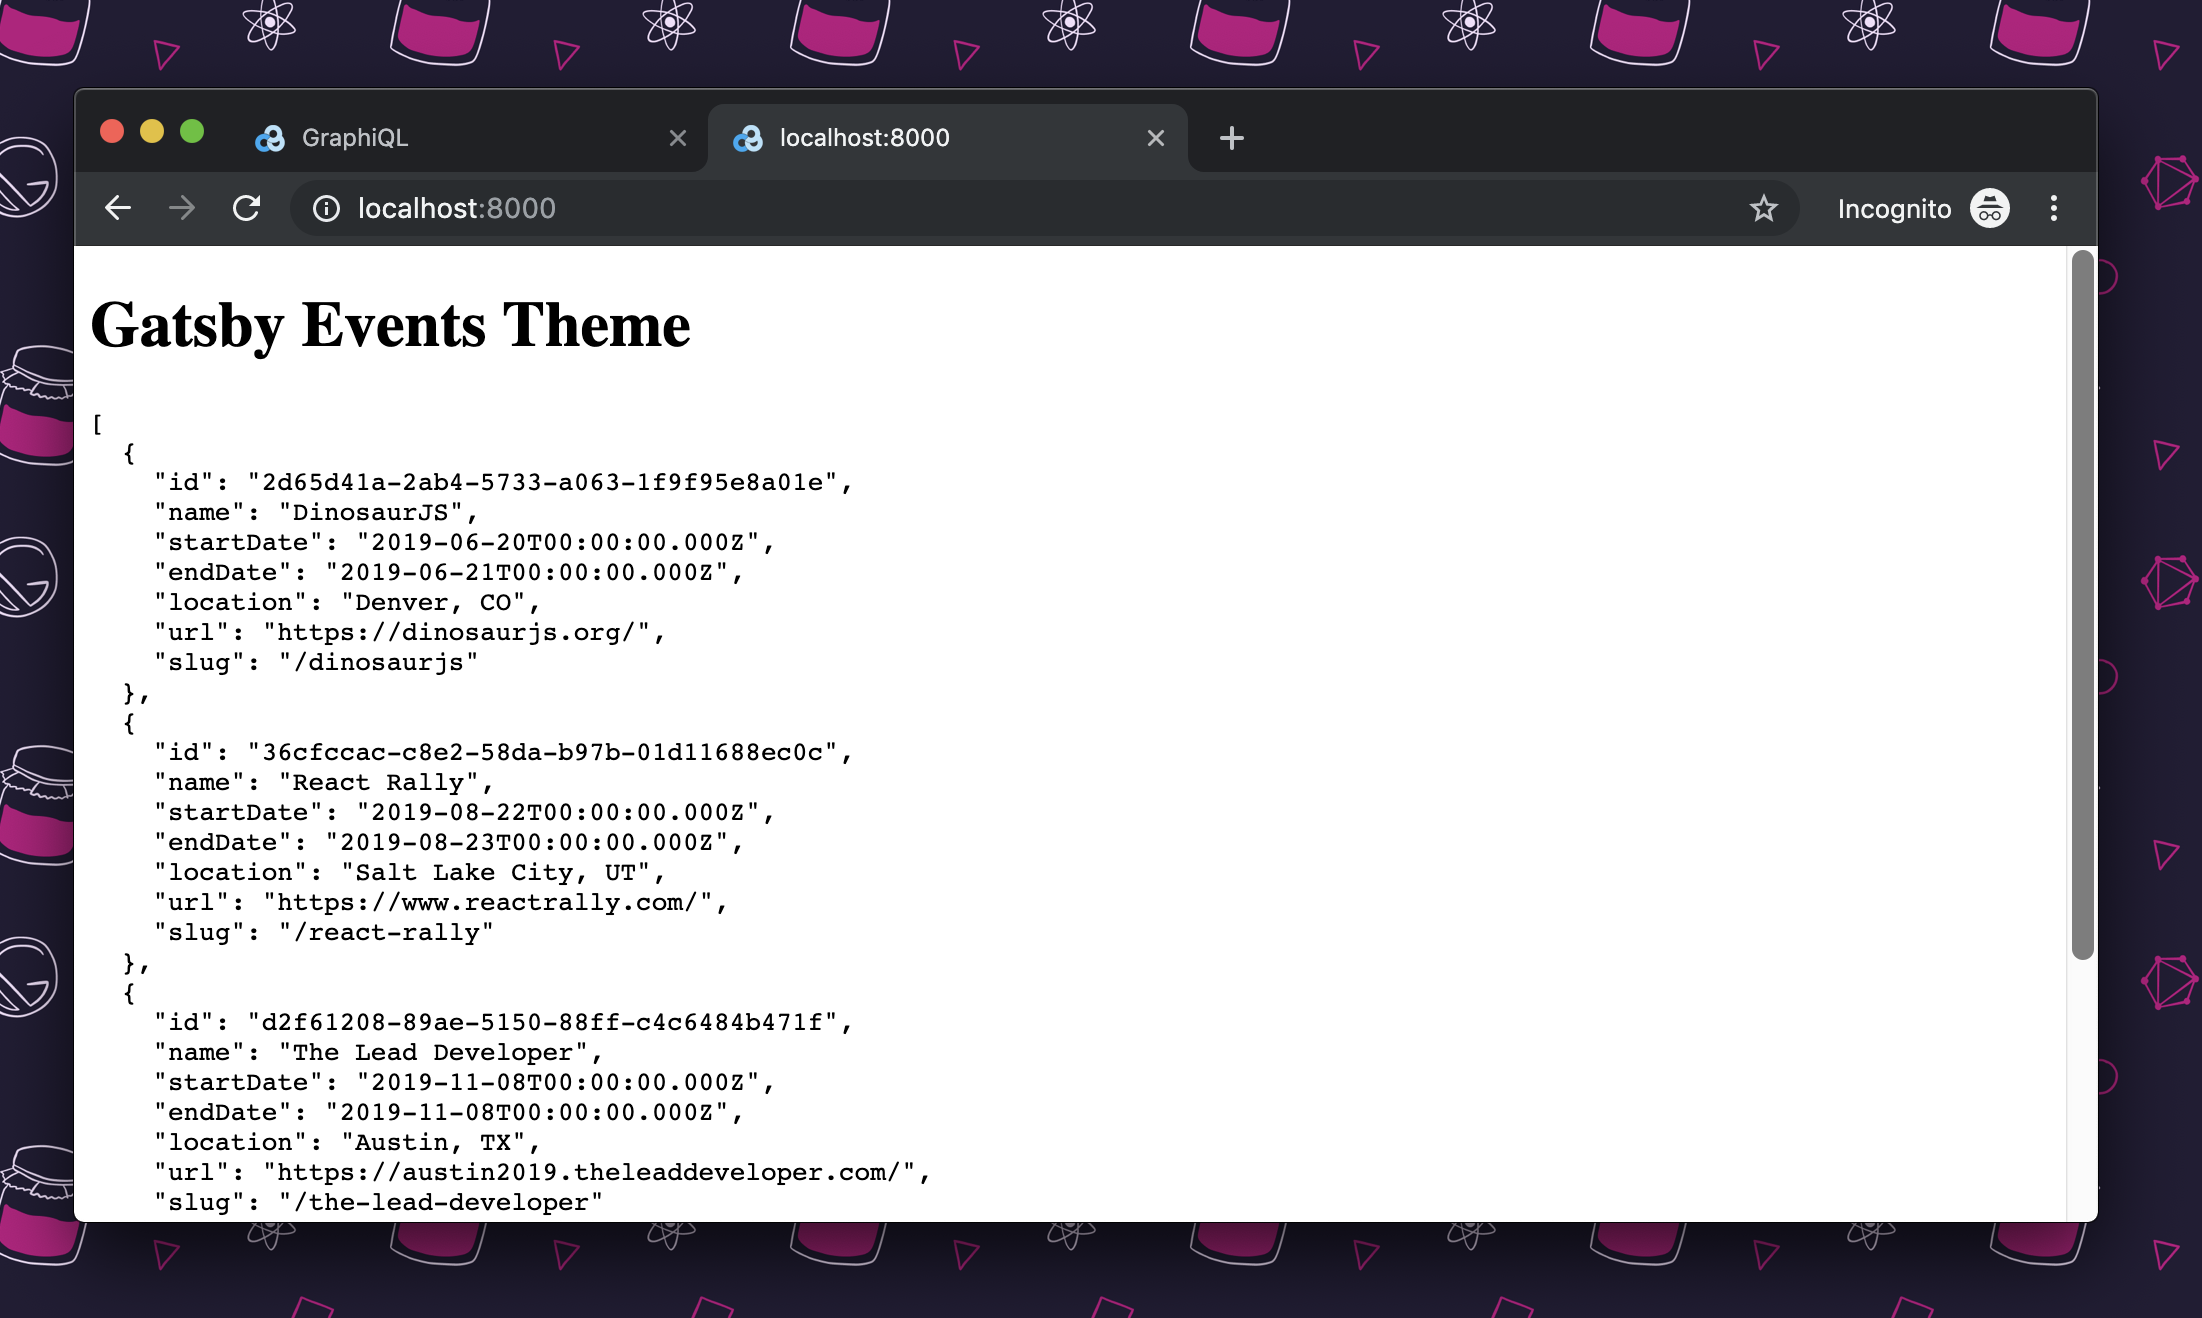 GraphiQL
localhost:8000
localhost:8000
Incognito
Gatsby Events Theme
[
  {
    "id": "2d65d41a-2ab4-5733-a063-1f9f95e8a01e",
    "name": "DinosaurJS",
    "startDate": "2019-06-20T00:00:00.000Z",
    "endDate": "2019-06-21T00:00:00.000Z",
    "location": "Denver, CO",
    "url": "https://dinosaurjs.org/",
    "slug": "/dinosaurjs"
  },
  {
    "id": "36cfccac-c8e2-58da-b97b-01d11688ec0c",
    "name": "React Rally",
    "startDate": "2019-08-22T00:00:00.000Z",
    "endDate": "2019-08-23T00:00:00.000Z",
    "location": "Salt Lake City, UT",
    "url": "https://www.reactrally.com/",
    "slug": "/react-rally"
  },
  {
    "id": "d2f61208-89ae-5150-88ff-c4c6484b471f",
    "name": "The Lead Developer",
    "startDate": "2019-11-08T00:00:00.000Z",
    "endDate": "2019-11-08T00:00:00.000Z",
    "location": "Austin, TX",
    "url": "https://austin2019.theleaddeveloper.com/",
    "slug": "/the-lead-developer"